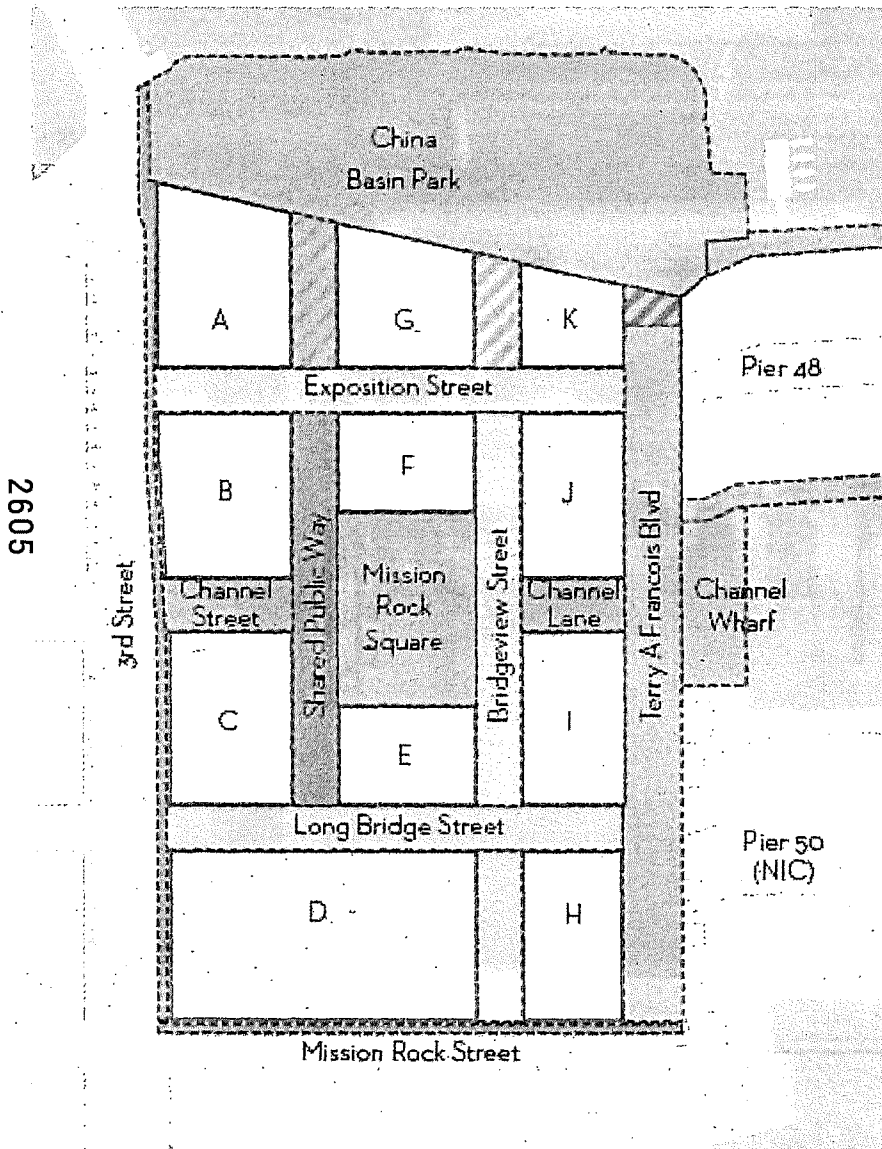 China
Basin Park
A
G
K
Pier 48
Exposition Street
B
F
J
2605
3rd Street
Channel
Street
Shared Public Way
Mission
Rock
Square
Bridgeview Street
Channel
Lane
Terry A Francois Blvd
Channel
Wharf
C
E
I
Long Bridge Street
D
H
Pier 50
(NIC)
Mission Rock Street